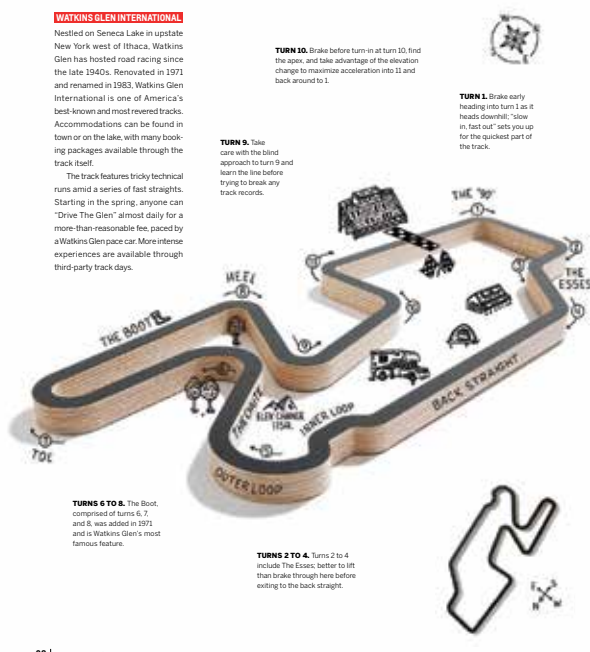 WATKINS GLEN INTERNATIONAL
Nestled on Seneca Lake in upstate
New York west of Ithaca, Watkins
Glen has hosted road racing since
the late 1940s. Renovated in 1971
and renamed in 1983, Watkins Glen
International is one of America's
best-known and most revered tracks.
Accommodations can be found in
town or on the lake, with many book-
ing packages available through the
track itself.
The track features tricky technical
runs amid a series of fast straights.
Starting in the spring, anyone can
"Drive The Glen" almost daily for a
more-than-reasonable fee, paced by
a Watkins Glen pace car. More intense
experiences are available through
third-party track days.
TURN 10. Brake before turn-in at turn 10, find
the apex, and take advantage of the elevation
change to maximize acceleration into 11 and
back around to 1.
TURN 1. Brake early
heading into turn 1 as it
heads downhill; "slow
in, fast out" sets you up
for the quickest part of
the track.
TURN 9. Take
care with the blind
approach to turn 9 and
learn the line before
trying to break any
track records.
THE "90"
1
2
3
THE
ESSES
4
11
10
HEEL
8
9
THE BOOT
7
TOE
THE CHUTE
ELEV CHANGE
INNER LOOP
5
OUTER LOOP
BACK STRAIGHT
TURNS 6 TO 8. The Boot,
comprised of turns 6, 7,
and 8, was added in 1971
and is Watkins Glen's most
famous feature.
TURNS 2 TO 4. Turns 2 to 4
include The Esses; better to lift
than brake through here before
exiting to the back straight.
E S
N W